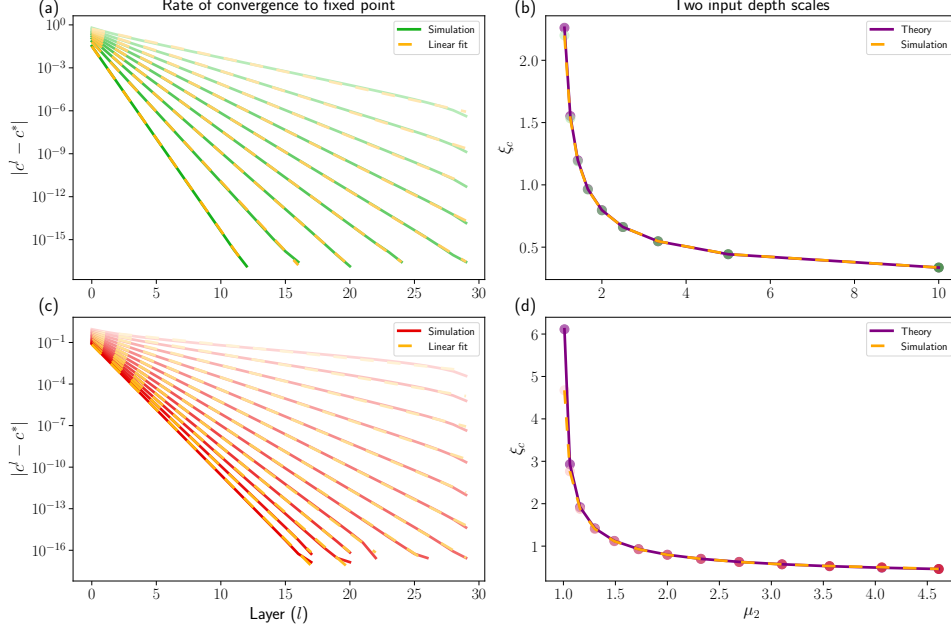 (a)
Rate of convergence to fixed point
10^0
10^{-3}
10^{-6}
10^{-9}
10^{-12}
10^{-15}
|c^l − c^*|
Simulation
Linear fit
0 5 10 15 20 25 30
(b)
Two input depth scales
2.0
1.5
1.0
0.5
ξ_c
Theory
Simulation
2 4 6 8 10
(c)
10^{-1}
10^{-4}
10^{-7}
10^{-10}
10^{-13}
10^{-16}
|c^l − c^*|
Simulation
Linear fit
0 5 10 15 20 25 30
Layer (l)
(d)
6
5
4
3
2
1
ξ_c
Theory
Simulation
1.0 1.5 2.0 2.5 3.0 3.5 4.0 4.5
μ_2